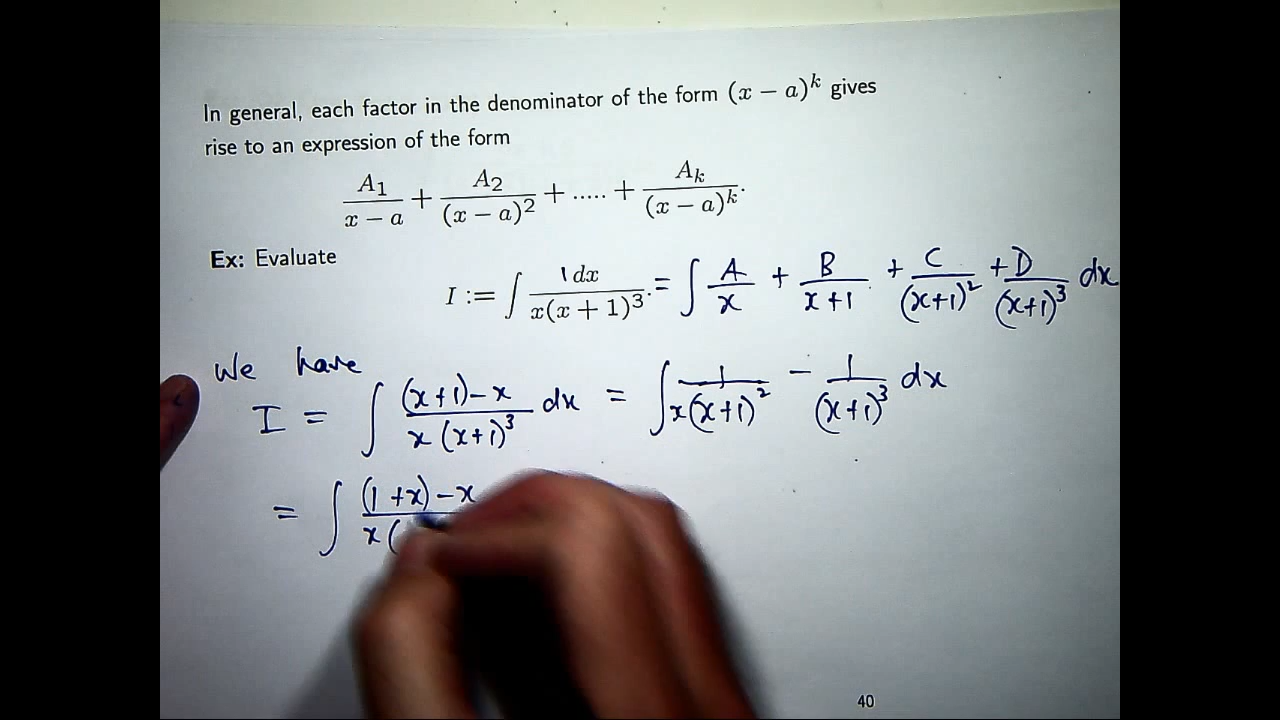 In general, each factor in the denominator of the form (x − a)^k gives
rise to an expression of the form
A_1/(x − a) + A_2/(x − a)^2 + ..... + A_k/(x − a)^k.
Ex: Evaluate
I := ∫ 1 dx/(x(x + 1)^3). = ∫ A/x + B/(x+1) + C/(x+1)^2 + D/(x+1)^3 dx
We have
I = ∫ ((x+1)−x)/(x(x+1)^3) dx = ∫ 1/(x(x+1)^2) − 1/(x+1)^3 dx
= ∫ ((1+x)−x)/(x(
40